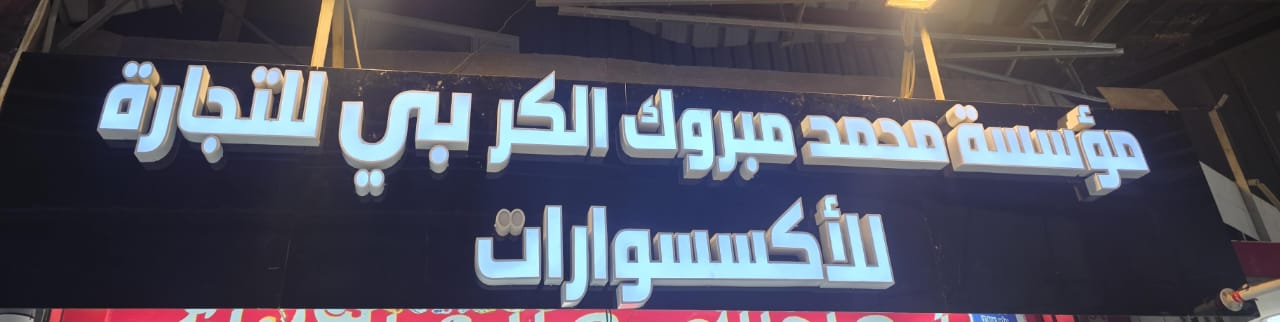 مؤسسة محمد مبروك الكربي للتجارة
للأكسسوارات